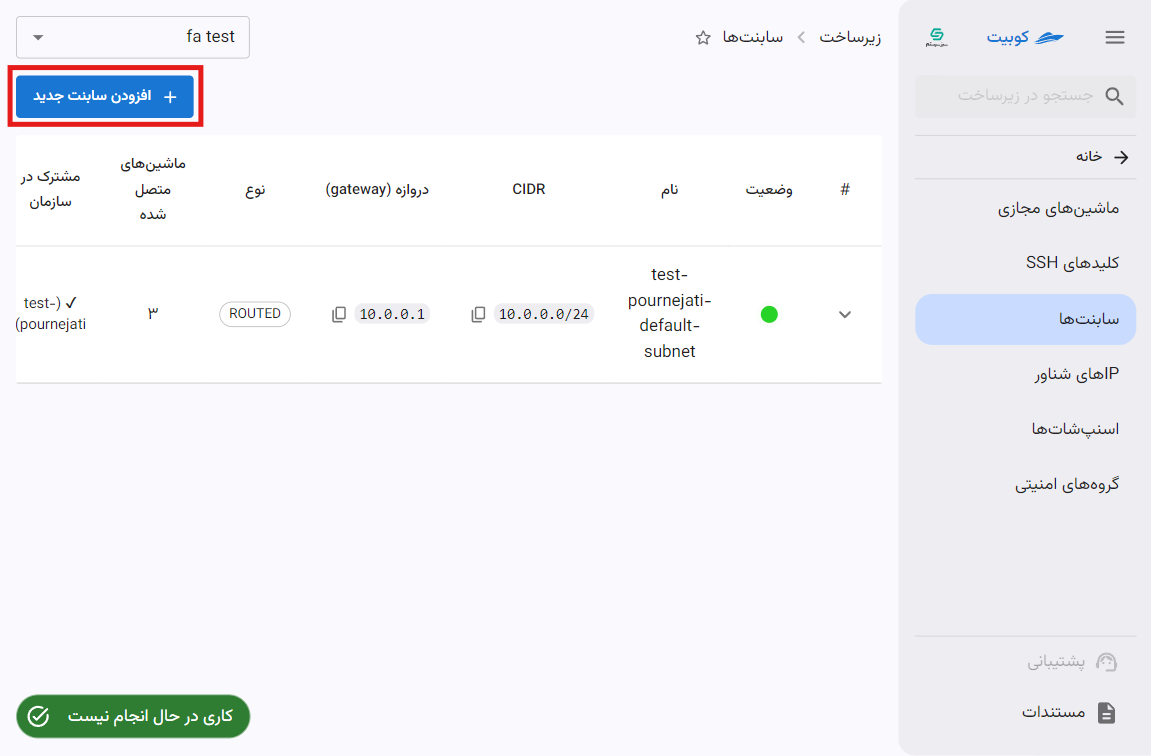 کوبیت
جستجو در زیرساخت
خانه
ماشین‌های مجازی
کلیدهای SSH
سابنت‌ها
IPهای شناور
اسنپ‌شات‌ها
گروه‌های امنیتی
پشتیبانی
مستندات
زیرساخت
سابنت‌ها
fa test
افزودن سابنت جدید
#
وضعیت
نام
CIDR
دروازه (gateway)
نوع
ماشین‌های
متصل
شده
مشترک در
سازمان
test-
pournejati-
default-
subnet
10.0.0.0/24
10.0.0.1
ROUTED
۳
✓ (test-
pournejati)
کاری در حال انجام نیست